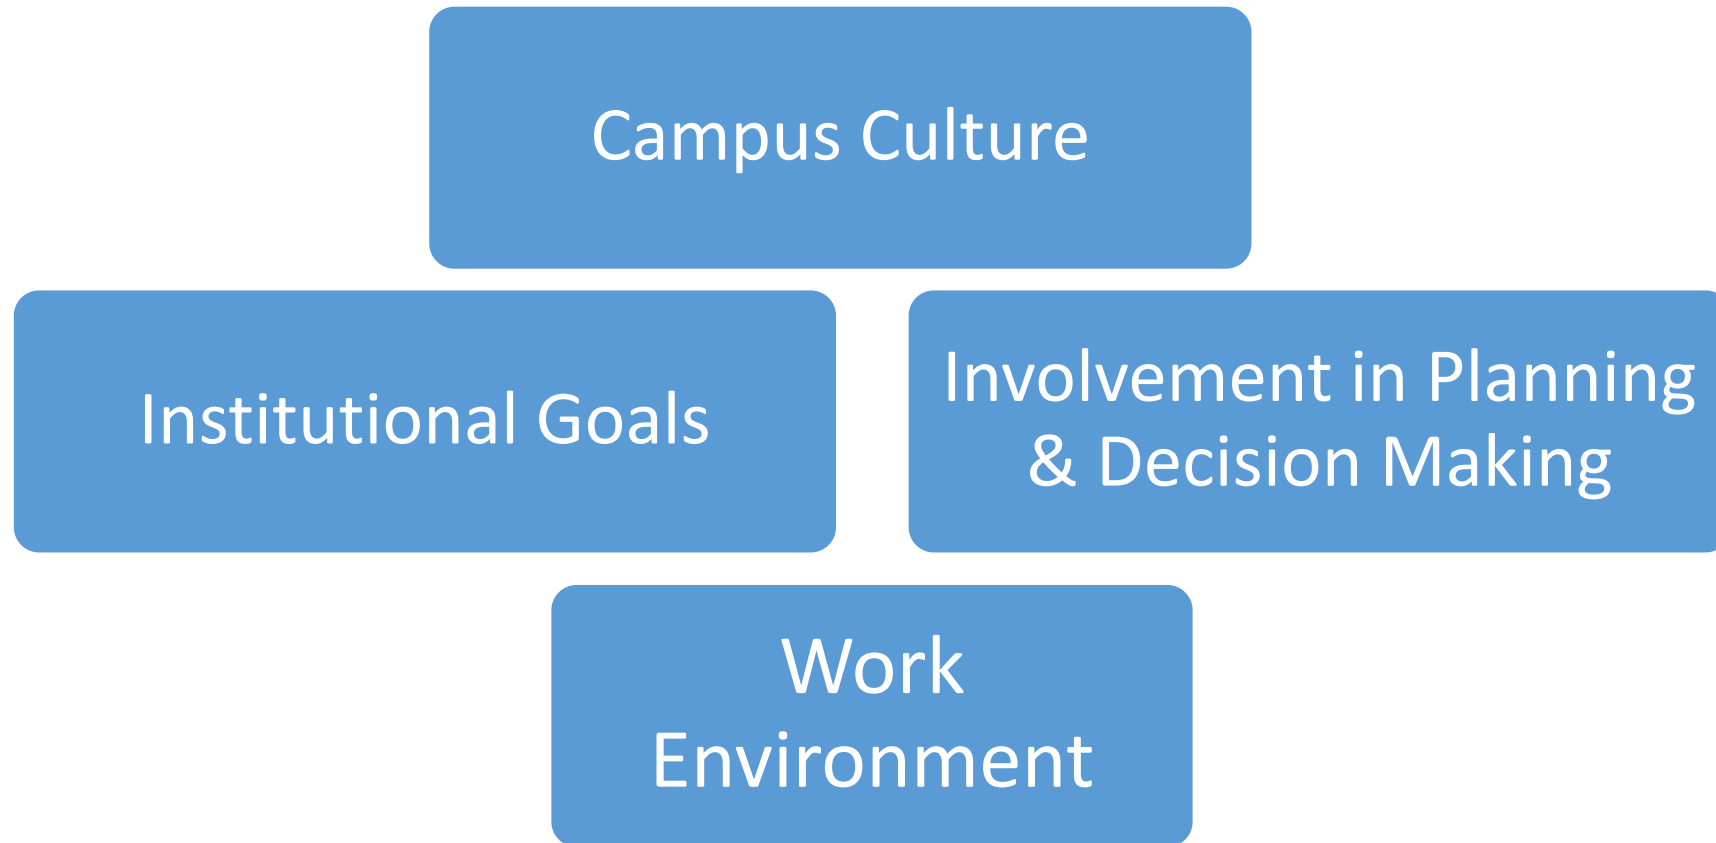 Campus Culture
Institutional Goals
Involvement in Planning
& Decision Making
Work
Environment